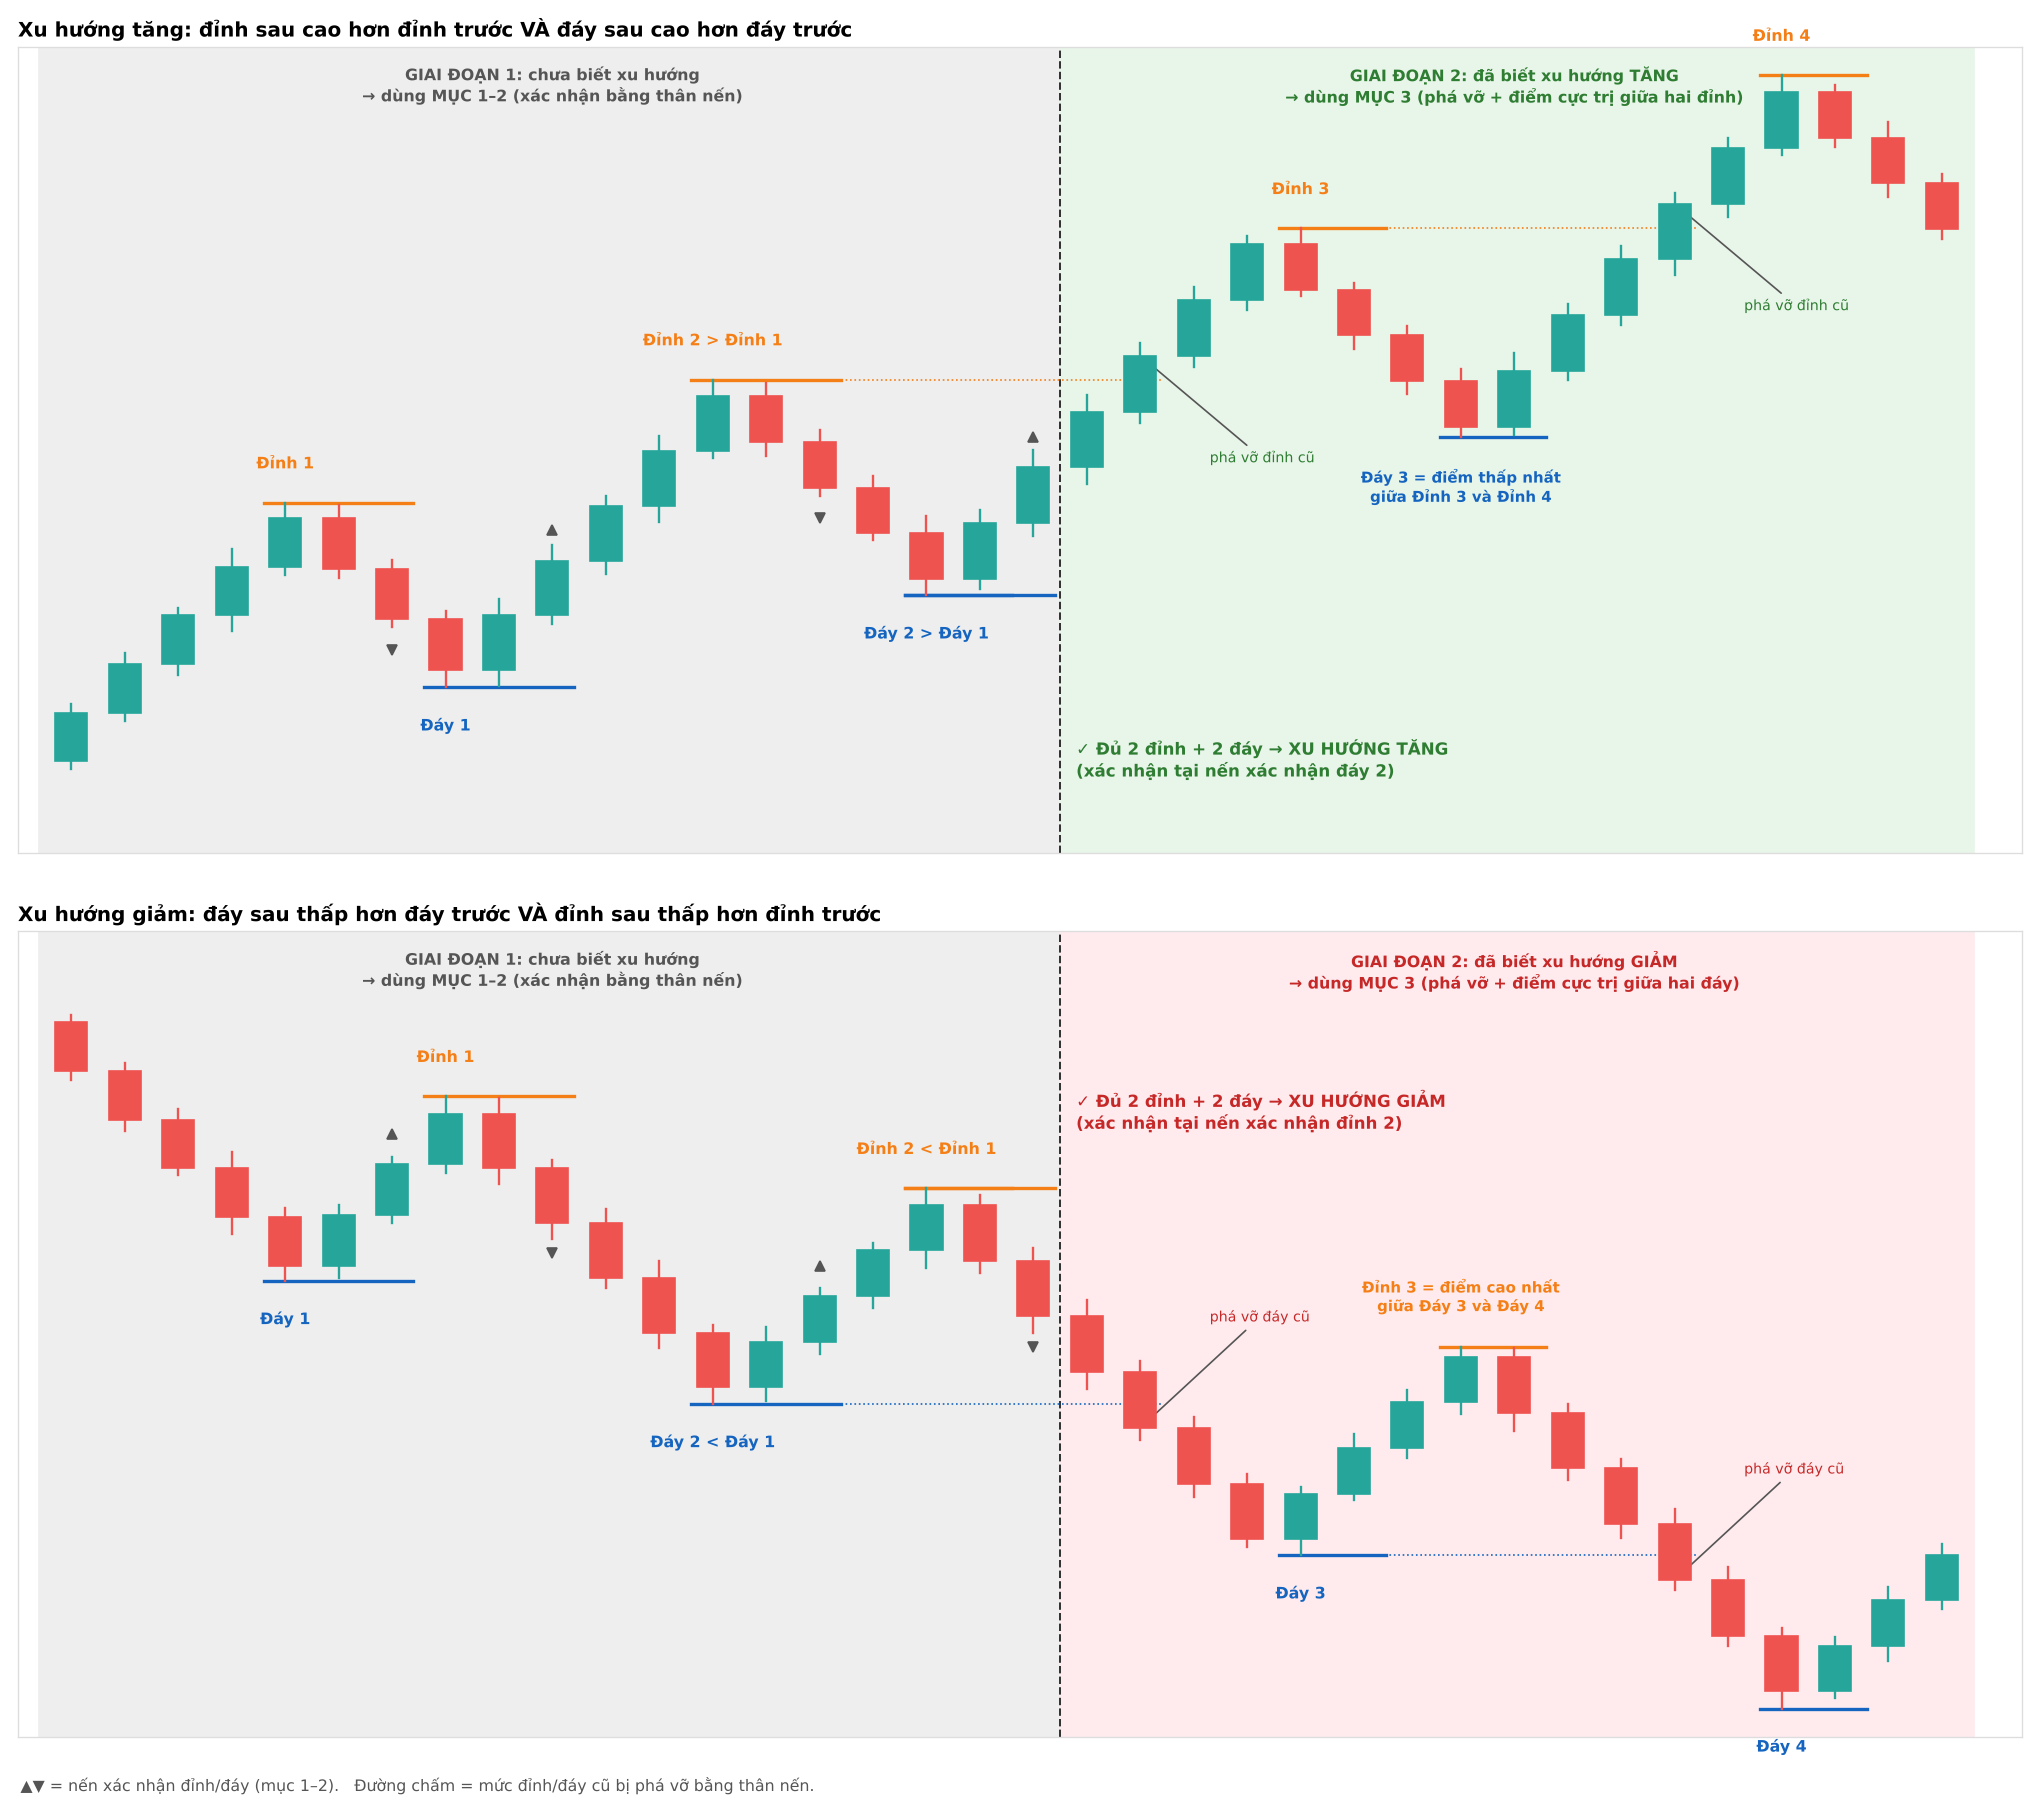 Xu hướng tăng: đỉnh sau cao hơn đỉnh trước VÀ đáy sau cao hơn đáy trước
Đỉnh 4
GIAI ĐOẠN 1: chưa biết xu hướng
→ dùng MỤC 1–2 (xác nhận bằng thân nến)
GIAI ĐOẠN 2: đã biết xu hướng TĂNG
→ dùng MỤC 3 (phá vỡ + điểm cực trị giữa hai đỉnh)
Đỉnh 3
phá vỡ đỉnh cũ
Đỉnh 2 > Đỉnh 1
Đỉnh 1
phá vỡ đỉnh cũ
Đáy 3 = điểm thấp nhất
giữa Đỉnh 3 và Đỉnh 4
Đáy 2 > Đáy 1
Đáy 1
✓ Đủ 2 đỉnh + 2 đáy → XU HƯỚNG TĂNG
(xác nhận tại nến xác nhận đáy 2)
Xu hướng giảm: đáy sau thấp hơn đáy trước VÀ đỉnh sau thấp hơn đỉnh trước
GIAI ĐOẠN 1: chưa biết xu hướng
→ dùng MỤC 1–2 (xác nhận bằng thân nến)
GIAI ĐOẠN 2: đã biết xu hướng GIẢM
→ dùng MỤC 3 (phá vỡ + điểm cực trị giữa hai đáy)
Đỉnh 1
✓ Đủ 2 đỉnh + 2 đáy → XU HƯỚNG GIẢM
(xác nhận tại nến xác nhận đỉnh 2)
Đỉnh 2 < Đỉnh 1
Đỉnh 3 = điểm cao nhất
giữa Đáy 3 và Đáy 4
phá vỡ đáy cũ
Đáy 1
Đáy 2 < Đáy 1
phá vỡ đáy cũ
Đáy 3
Đáy 4
▲▼ = nến xác nhận đỉnh/đáy (mục 1–2).   Đường chấm = mức đỉnh/đáy cũ bị phá vỡ bằng thân nến.